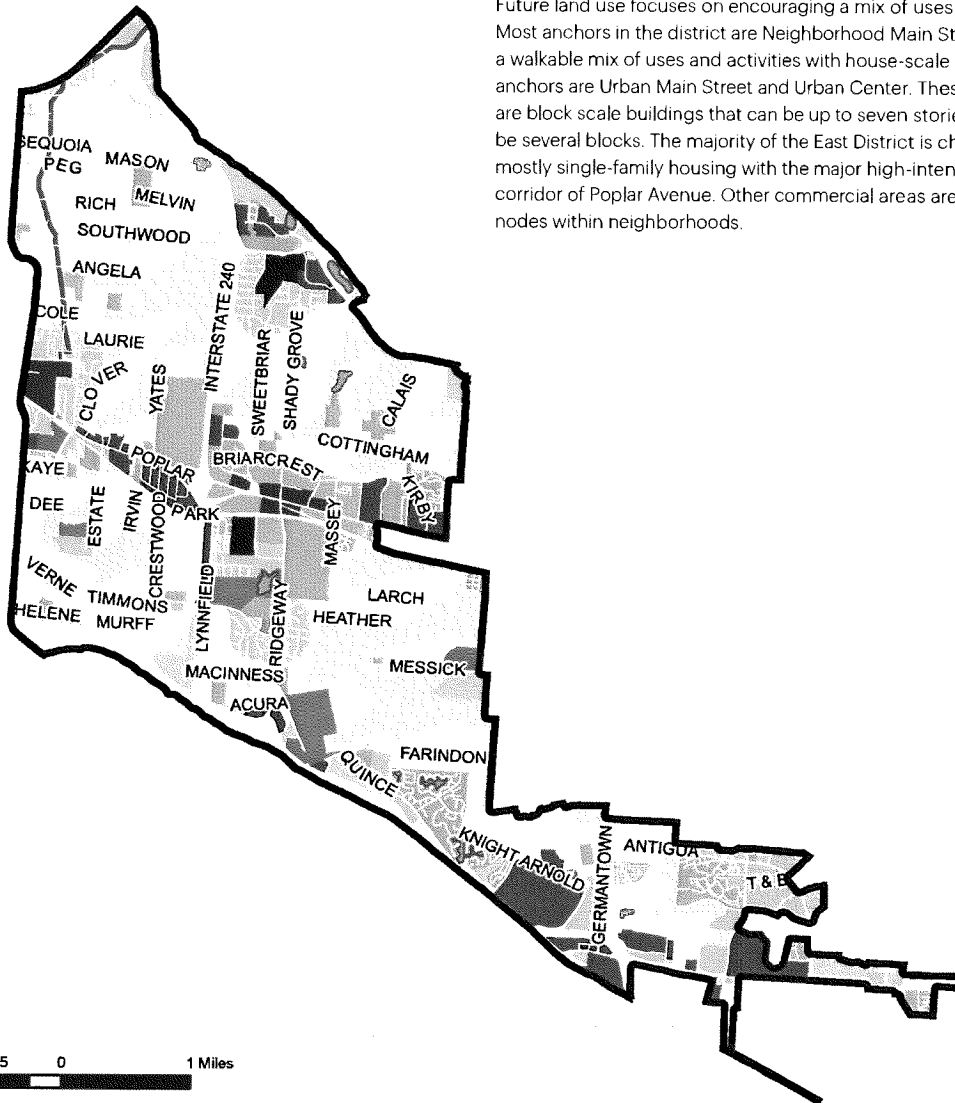 Future land use focuses on encouraging a mix of uses
Most anchors in the district are Neighborhood Main St
a walkable mix of uses and activities with house-scale
anchors are Urban Main Street and Urban Center. Thes
are block scale buildings that can be up to seven storie
be several blocks. The majority of the East District is ch
mostly single-family housing with the major high-inten
corridor of Poplar Avenue. Other commercial areas are
nodes within neighborhoods.
SEQUOIA
PEG
MASON
RICH
MELVIN
SOUTHWOOD
ANGELA
INTERSTATE 240
COLE
LAURIE
SWEETBRIAR
SHADY GROVE
CLOVER
YATES
CALAIS
COTTINGHAM
POPLAR
BRIARCREST
KAYE
KIRBY
DEE
ESTATE
IRVIN
CRESTWOOD
PARK
MASSEY
VERNE
TIMMONS
LYNNFIELD
RIDGEWAY
LARCH
HELENE
MURFF
HEATHER
MACINNESS
MESSICK
ACURA
QUINCE
FARINDON
KNIGHT ARNOLD
GERMANTOWN
ANTIGUA
T & B
5 0 1 Miles